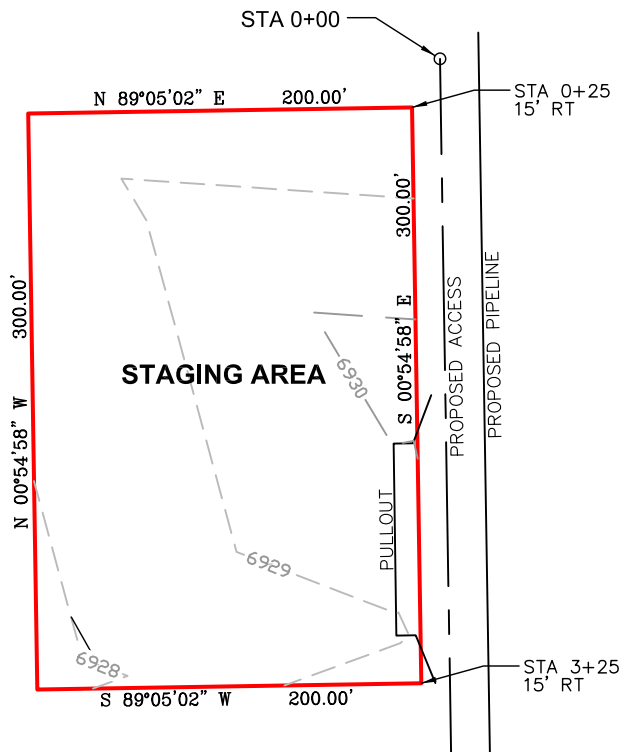 STA 0+00
N 89°05'02" E 200.00'
STA 0+25
15' RT
300.00'
S 00°54'58" E
300.00'
N 00°54'58" W
PROPOSED ACCESS
PROPOSED PIPELINE
STAGING AREA
6930
PULLOUT
6929
6928
STA 3+25
15' RT
S 89°05'02" W 200.00'